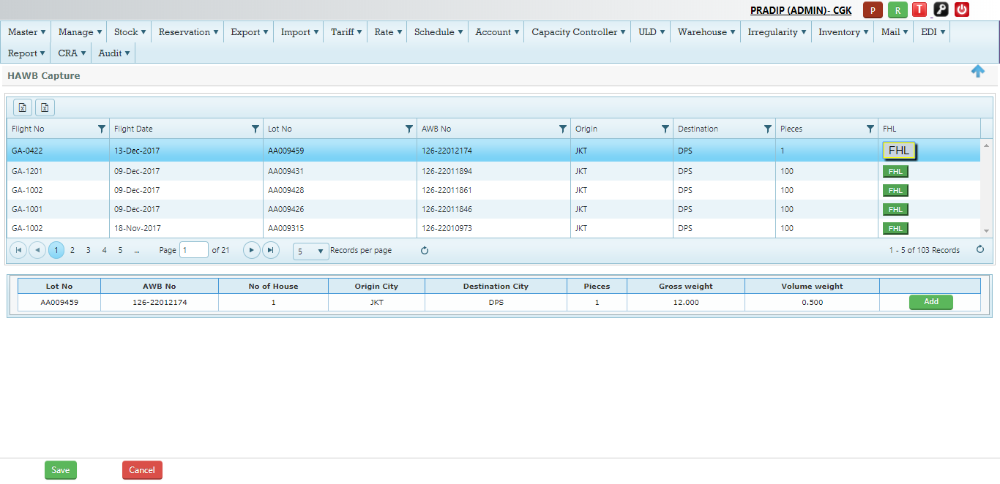 PRADIP (ADMIN)- CGK P R T
Master Manage Stock Reservation Export Import Tariff Rate Schedule Account Capacity Controller ULD Warehouse Irregularity Inventory Mail EDI
Report CRA Audit
HAWB Capture
Flight No Flight Date Lot No AWB No Origin Destination Pieces FHL
GA-0422 13-Dec-2017 AA009459 126-22012174 JKT DPS 1 FHL
GA-1201 09-Dec-2017 AA009431 126-22011894 JKT DPS 100 FHL
GA-1002 09-Dec-2017 AA009428 126-22011861 JKT DPS 100 FHL
GA-1001 09-Dec-2017 AA009426 126-22011846 JKT DPS 100 FHL
GA-1002 18-Nov-2017 AA009315 126-22010973 JKT DPS 100 FHL
1 2 3 4 5 ... Page 1 of 21 5 Records per page 1 - 5 of 103 Records
Lot No AWB No No of House Origin City Destination City Pieces Gross weight Volume weight
AA009459 126-22012174 1 JKT DPS 1 12.000 0.500 Add
Save Cancel